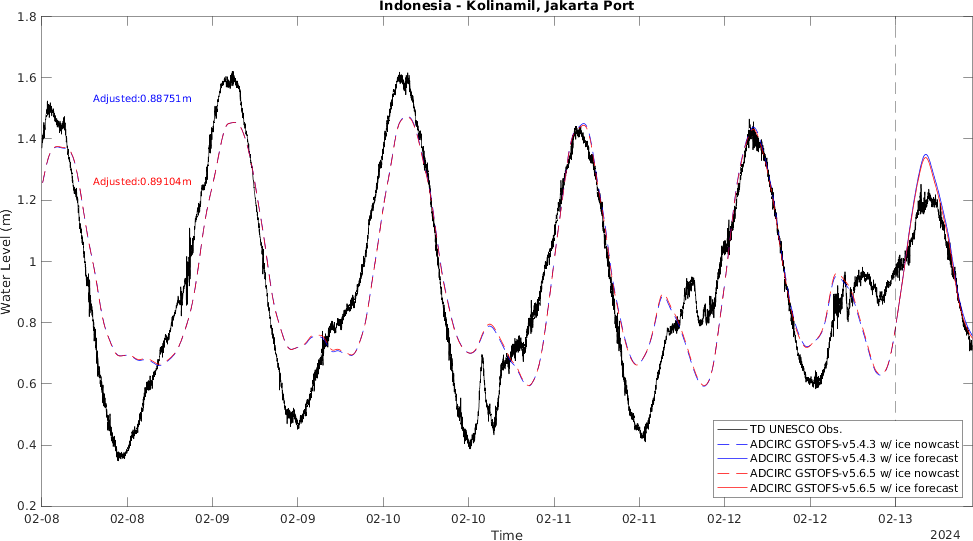 Indonesia - Kolinamil, Jakarta Port
1.8
1.6
1.4
1.2
1
0.8
0.6
0.4
0.2
Water Level (m)
Adjusted:0.88751m
Adjusted:0.89104m
TD UNESCO Obs.
ADCIRC GSTOFS-v5.4.3 w/ ice nowcast
ADCIRC GSTOFS-v5.4.3 w/ ice forecast
ADCIRC GSTOFS-v5.6.5 w/ ice nowcast
ADCIRC GSTOFS-v5.6.5 w/ ice forecast
02-08 02-08 02-09 02-09 02-10 02-10 02-11 02-11 02-12 02-12 02-13
Time
2024